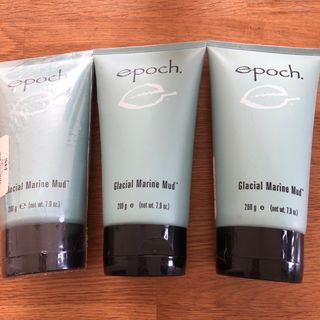 epoch.
Glacial Marine Mud™
200 g e (net wt. 7.0 oz.)
epoch.
Glacial Marine Mud™
200 g e (net wt. 7.0 oz.)
epoch.
Glacial Marine Mud™
200 g e (net wt. 7.0 oz.)